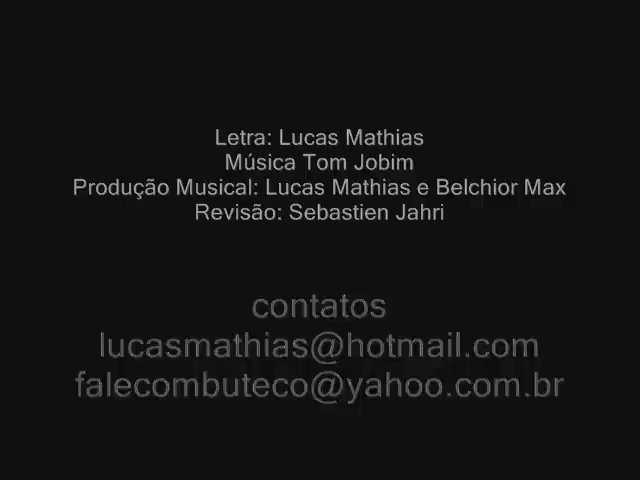 Letra: Lucas Mathias
Música Tom Jobim
Produção Musical: Lucas Mathias e Belchior Max
Revisão: Sebastien Jahri
contatos
lucasmathias@hotmail.com
falecombuteco@yahoo.com.br